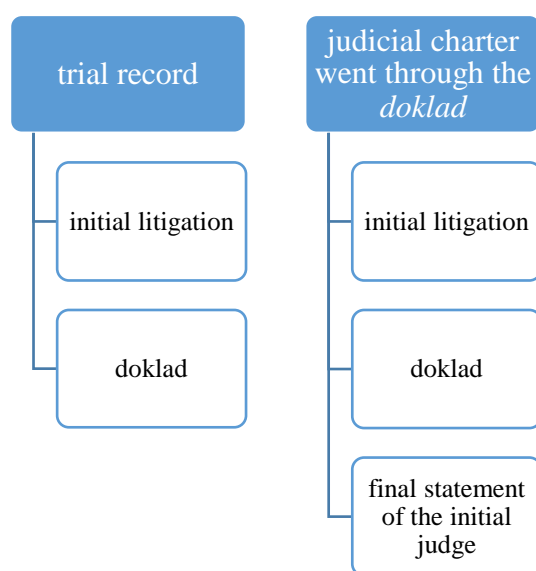 trial record
initial litigation
doklad
judicial charter
went through the
doklad
initial litigation
doklad
final statement
of the initial
judge